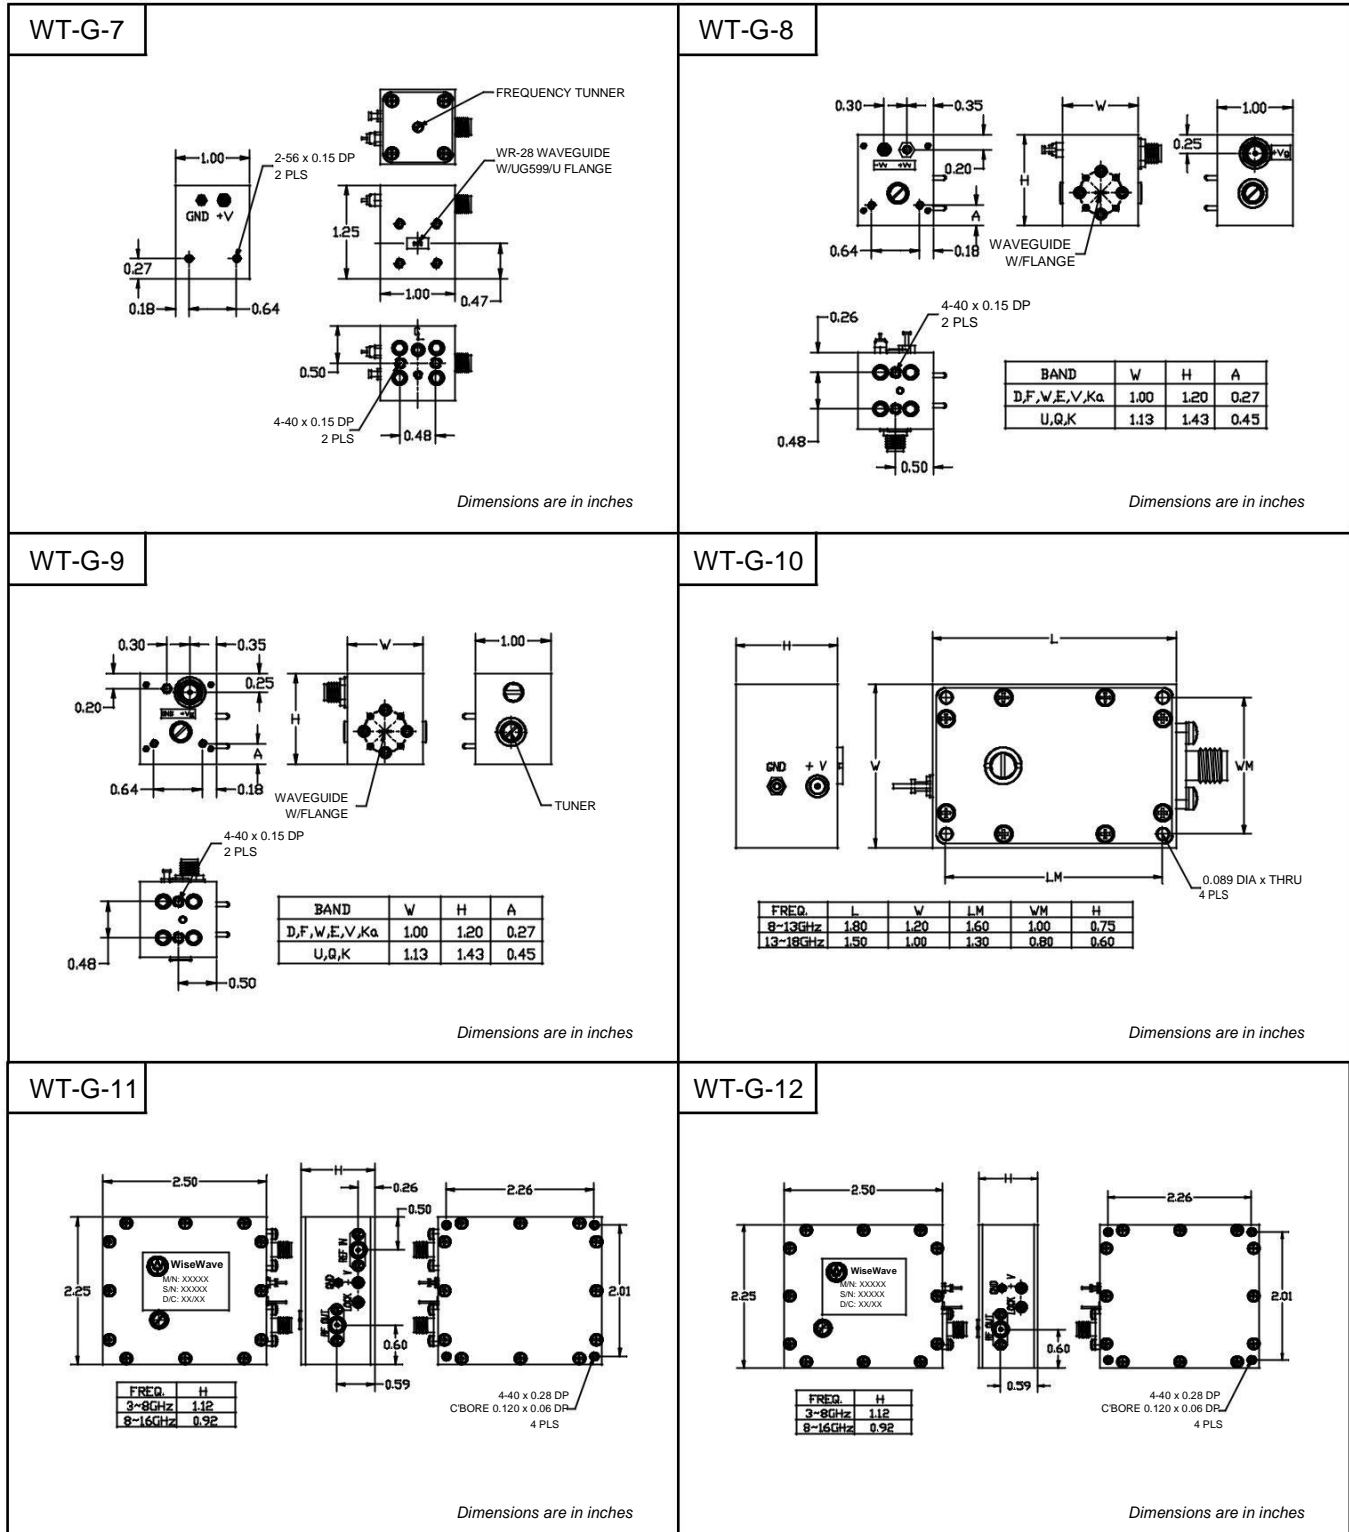 WT-G-7
FREQUENCY TUNNER
WR-28 WAVEGUIDE
W/UG599/U FLANGE
2-56 x 0.15 DP
2 PLS
1.00
GND +V
0.27
0.18
0.64
1.25
1.00
0.47
0.50
4-40 x 0.15 DP
2 PLS
0.48
Dimensions are in inches
WT-G-8
0.30
0.35
W
1.00
0.25
+Vg
0.20
H
A
0.64
0.18
WAVEGUIDE
W/FLANGE
4-40 x 0.15 DP
2 PLS
0.26
0.48
0.50
BAND W H A
D,F,W,E,V,Ka 1.00 1.20 0.27
U,Q,K 1.13 1.43 0.45
Dimensions are in inches
WT-G-9
0.30
0.35
W
1.00
0.25
0.20
GND +Vg
H
A
0.64
0.18
WAVEGUIDE
W/FLANGE
TUNER
4-40 x 0.15 DP
2 PLS
0.48
0.50
BAND W H A
D,F,W,E,V,Ka 1.00 1.20 0.27
U,Q,K 1.13 1.43 0.45
Dimensions are in inches
WT-G-10
H
L
GND + V
W
WM
LM
0.089 DIA x THRU
4 PLS
FREQ. L W LM WM H
8~13GHz 1.80 1.20 1.60 1.00 0.75
13~18GHz 1.50 1.00 1.30 0.80 0.60
Dimensions are in inches
WT-G-11
2.50
H
0.26
0.50
2.26
2.25
WiseWave
M/N: XXXXX
S/N: XXXXX
D/C: XX/XX
REF IN
GND
+ V
LOCK
RF OUT
0.60
0.59
2.01
FREQ. H
3~8GHz 1.12
8~16GHz 0.92
4-40 x 0.28 DP
C'BORE 0.120 x 0.06 DP
4 PLS
Dimensions are in inches
WT-G-12
2.50
H
2.26
2.25
WiseWave
M/N: XXXXX
S/N: XXXXX
D/C: XX/XX
GND
+ V
LOCK
RF OUT
0.60
0.59
2.01
FREQ. H
3~8GHz 1.12
8~16GHz 0.92
4-40 x 0.28 DP
C'BORE 0.120 x 0.06 DP
4 PLS
Dimensions are in inches